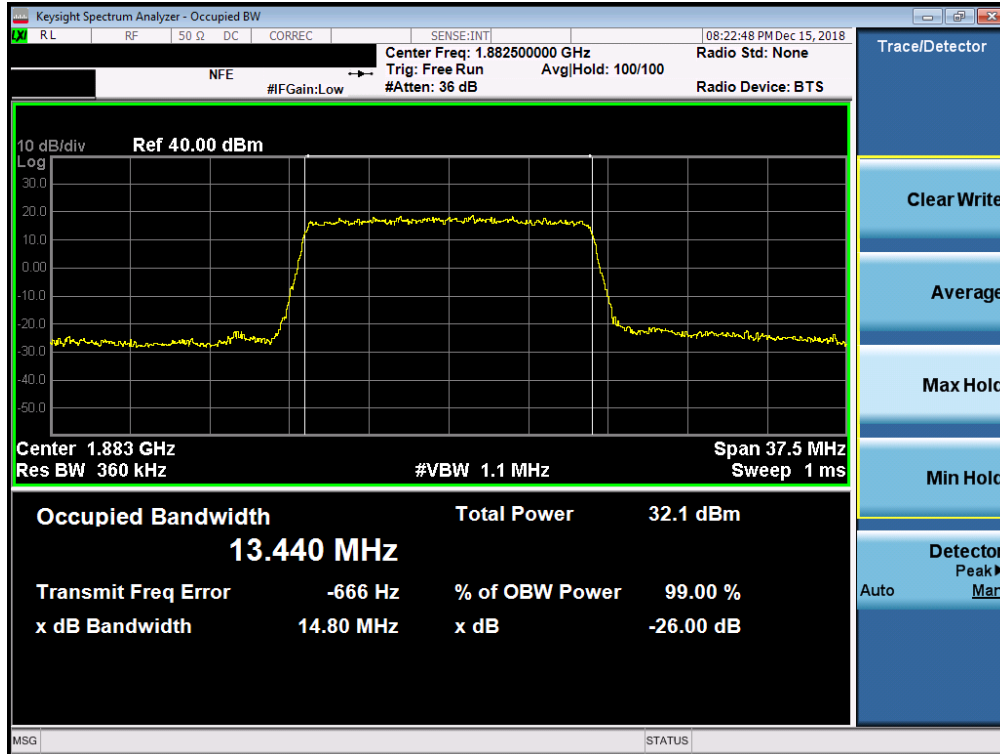 Keysight Spectrum Analyzer - Occupied BW
LXI RL RF 50 Ω DC CORREC SENSE:INT 08:22:48 PM Dec 15, 2018
Center Freq: 1.882500000 GHz Radio Std: None
NFE Trig: Free Run Avg|Hold: 100/100
#IFGain:Low #Atten: 36 dB Radio Device: BTS
10 dB/div Ref 40.00 dBm
Log
30.0
20.0
10.0
0.00
-10.0
-20.0
-30.0
-40.0
-50.0
Center 1.883 GHz Span 37.5 MHz
Res BW 360 kHz #VBW 1.1 MHz Sweep 1 ms
Occupied Bandwidth Total Power 32.1 dBm
13.440 MHz
Transmit Freq Error -666 Hz % of OBW Power 99.00 %
x dB Bandwidth 14.80 MHz x dB -26.00 dB
MSG STATUS
Trace/Detector
Clear Write
Average
Max Hold
Min Hold
Detector
Peak
Auto Man